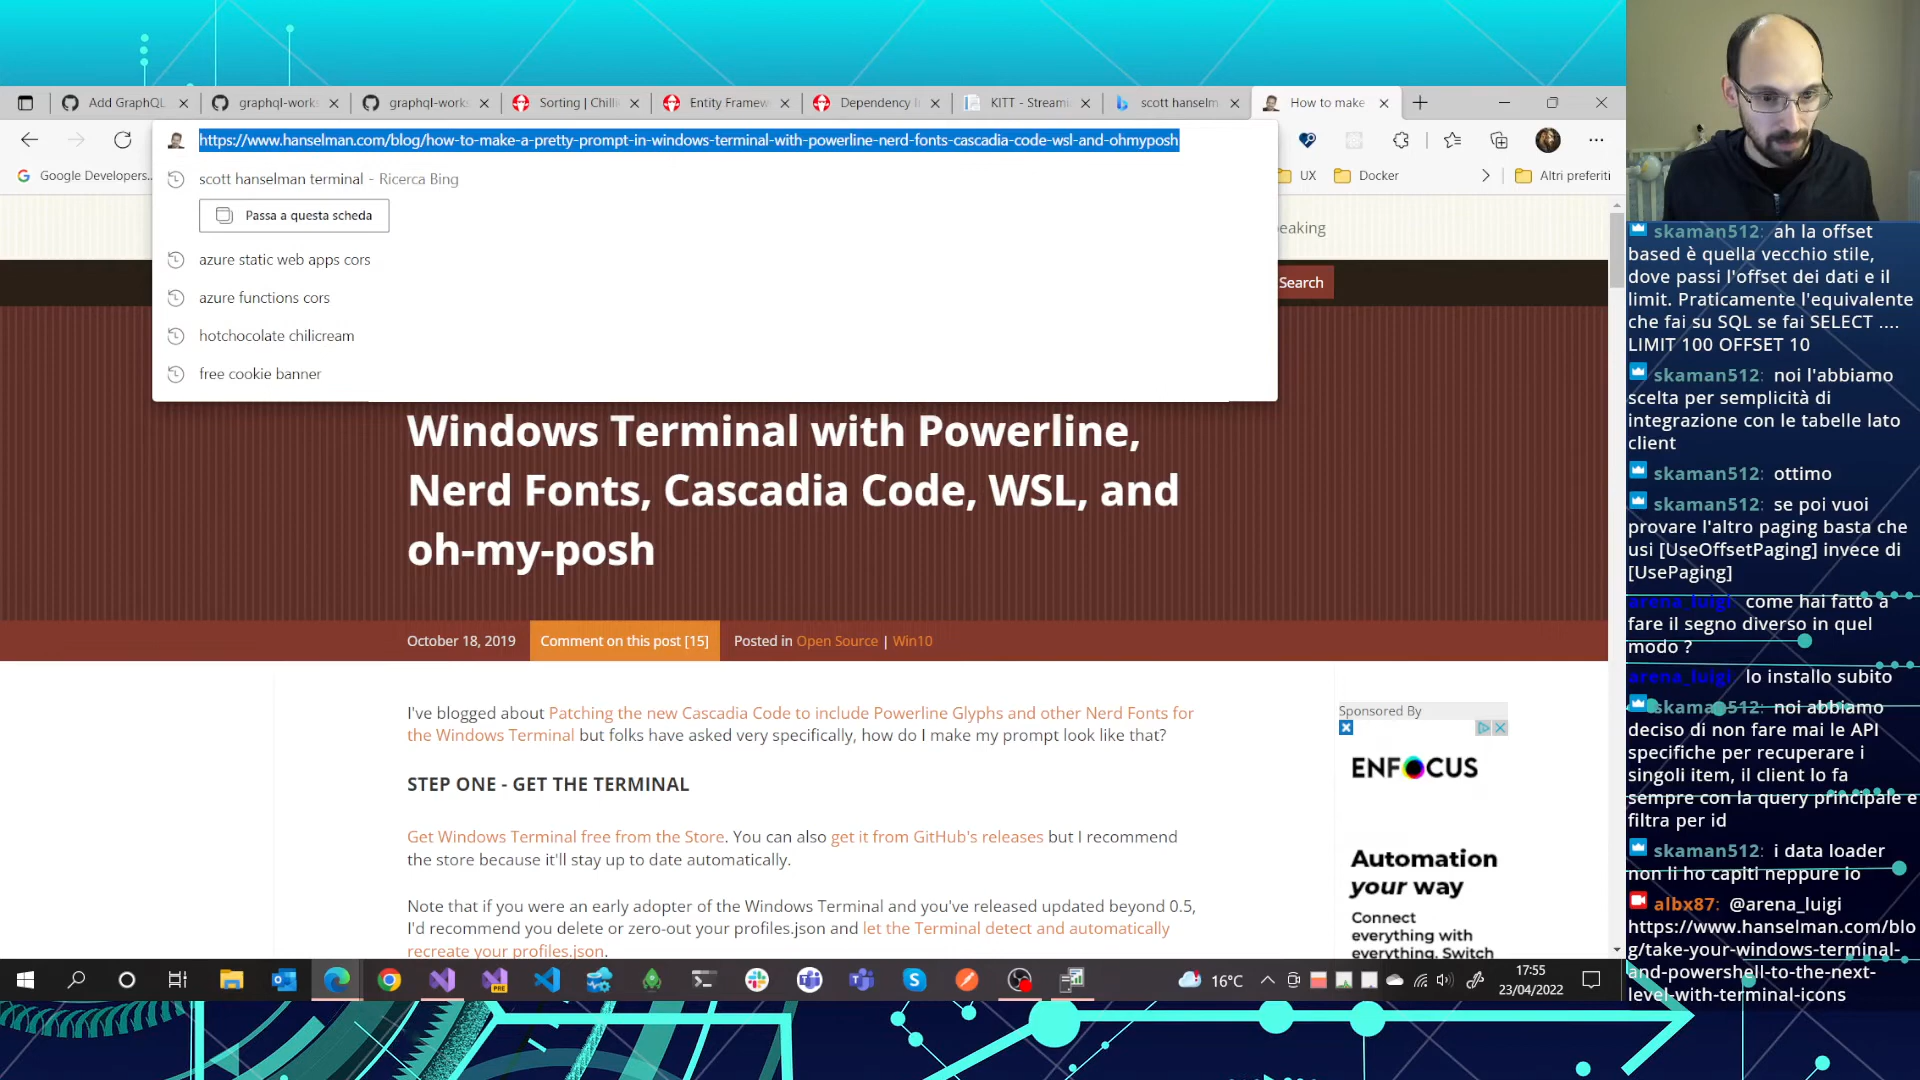 Add GraphQL
graphql-works
graphql-works
Sorting | Chilli
Entity Framew
Dependency I
KITT - Streami
scott hanselm
How to make
https://www.hanselman.com/blog/how-to-make-a-pretty-prompt-in-windows-terminal-with-powerline-nerd-fonts-cascadia-code-wsl-and-ohmyposh
Google Developers...
UX
Docker
Altri preferiti
scott hanselman terminal - Ricerca Bing
Passa a questa scheda
azure static web apps cors
azure functions cors
hotchocolate chilicream
free cookie banner
eaking
Search
Windows Terminal with Powerline,
Nerd Fonts, Cascadia Code, WSL, and
oh-my-posh
October 18, 2019
Comment on this post [15]
Posted in Open Source | Win10
I've blogged about Patching the new Cascadia Code to include Powerline Glyphs and other Nerd Fonts for
the Windows Terminal but folks have asked very specifically, how do I make my prompt look like that?
STEP ONE - GET THE TERMINAL
Get Windows Terminal free from the Store. You can also get it from GitHub's releases but I recommend
the store because it'll stay up to date automatically.
Note that if you were an early adopter of the Windows Terminal and you've released updated beyond 0.5,
I'd recommend you delete or zero-out your profiles.json and let the Terminal detect and automatically
recreate your profiles.json.
Sponsored By
ENFOCUS
Automation
your way
Connect
everything with
everyone. Switch
PRE
16°C
17:55
23/04/2022
skaman512: ah la offset
based è quella vecchio stile,
dove passi l'offset dei dati e il
limit. Praticamente l'equivalente
che fai su SQL se fai SELECT ....
LIMIT 100 OFFSET 10
skaman512: noi l'abbiamo
scelta per semplicità di
integrazione con le tabelle lato
client
skaman512: ottimo
skaman512: se poi vuoi
provare l'altro paging basta che
usi [UseOffsetPaging] invece di
[UsePaging]
arena_luigi: come hai fatto a
fare il segno diverso in quel
modo ?
arena_luigi: lo installo subito
skaman512: noi abbiamo
deciso di non fare mai le API
specifiche per recuperare i
singoli item, il client lo fa
sempre con la query principale e
filtra per id
skaman512: i data loader
non li ho capiti neppure io
albx87: @arena_luigi
https://www.hanselman.com/blo
g/take-your-windows-terminal-
and-powershell-to-the-next-
level-with-terminal-icons